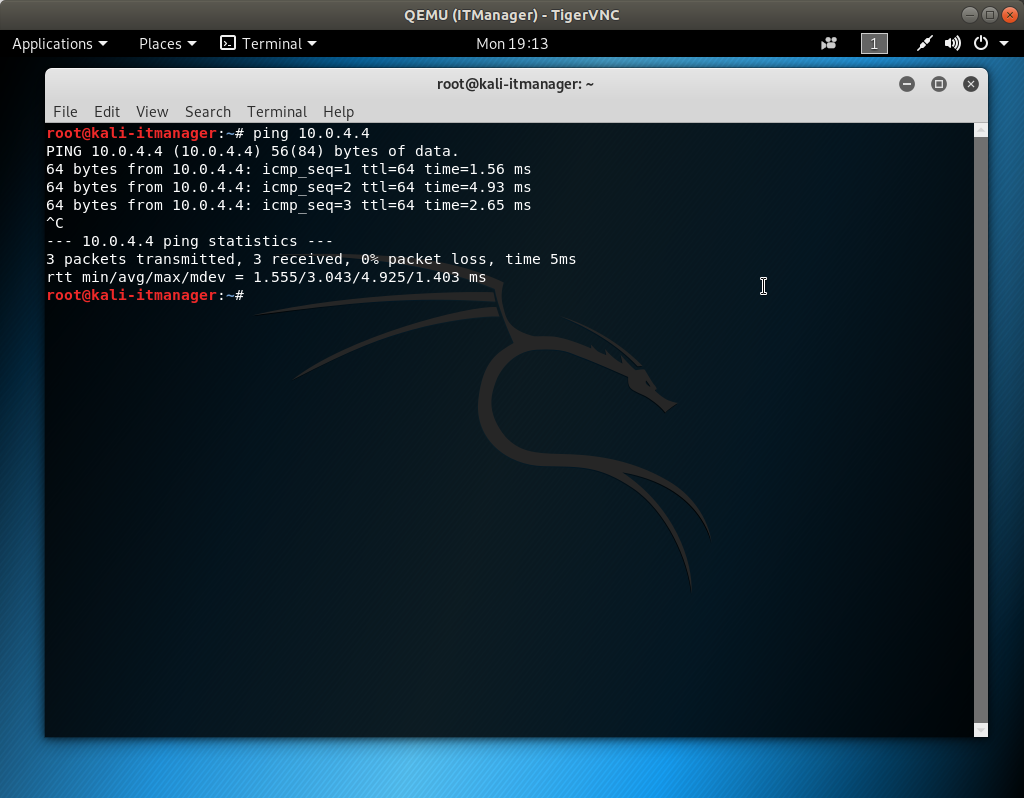 QEMU (ITManager) - TigerVNC
Applications Places Terminal Mon 19:13 1
root@kali-itmanager: ~
File Edit View Search Terminal Help
root@kali-itmanager:~# ping 10.0.4.4
PING 10.0.4.4 (10.0.4.4) 56(84) bytes of data.
64 bytes from 10.0.4.4: icmp_seq=1 ttl=64 time=1.56 ms
64 bytes from 10.0.4.4: icmp_seq=2 ttl=64 time=4.93 ms
64 bytes from 10.0.4.4: icmp_seq=3 ttl=64 time=2.65 ms
^C
--- 10.0.4.4 ping statistics ---
3 packets transmitted, 3 received, 0% packet loss, time 5ms
rtt min/avg/max/mdev = 1.555/3.043/4.925/1.403 ms
root@kali-itmanager:~#